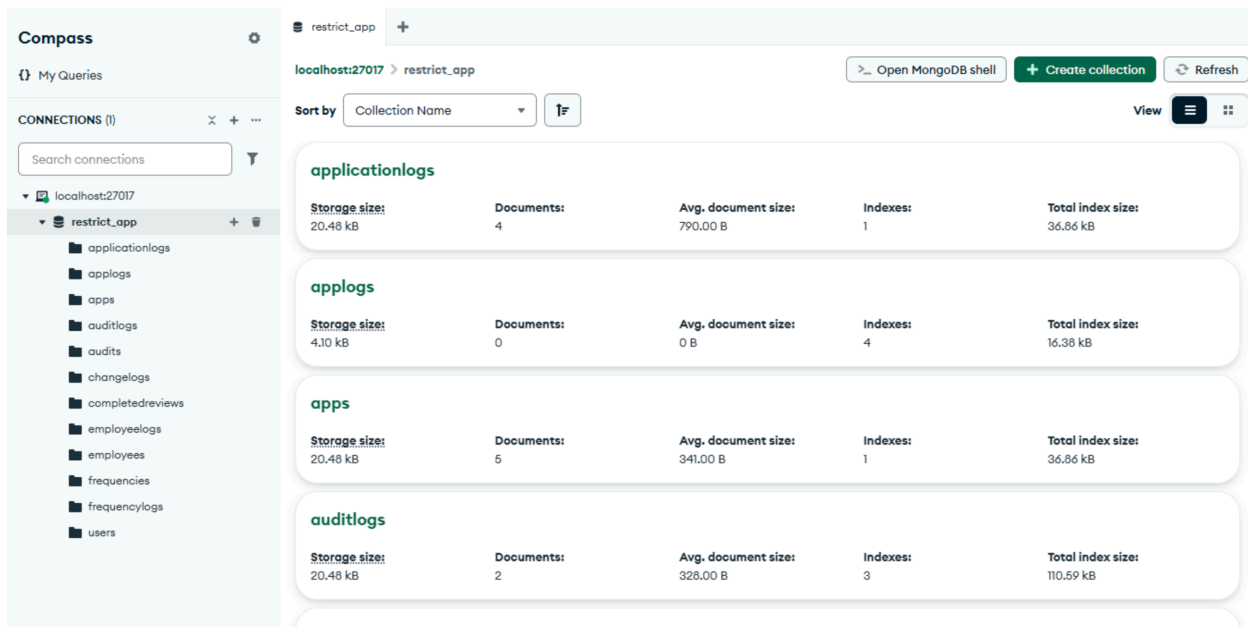 Compass
{} My Queries
CONNECTIONS (1)
Search connections
localhost:27017
restrict_app
applicationlogs
applogs
apps
auditlogs
audits
changelogs
completedreviews
employeelogs
employees
frequencies
frequencylogs
users
restrict_app
localhost:27017 > restrict_app
>_ Open MongoDB shell
+ Create collection
Refresh
Sort by Collection Name
View
applicationlogs
Storage size: Documents: Avg. document size: Indexes: Total index size:
20.48 kB 4 790.00 B 1 36.86 kB
applogs
Storage size: Documents: Avg. document size: Indexes: Total index size:
4.10 kB 0 0 B 4 16.38 kB
apps
Storage size: Documents: Avg. document size: Indexes: Total index size:
20.48 kB 5 341.00 B 1 36.86 kB
auditlogs
Storage size: Documents: Avg. document size: Indexes: Total index size:
20.48 kB 2 328.00 B 3 110.59 kB